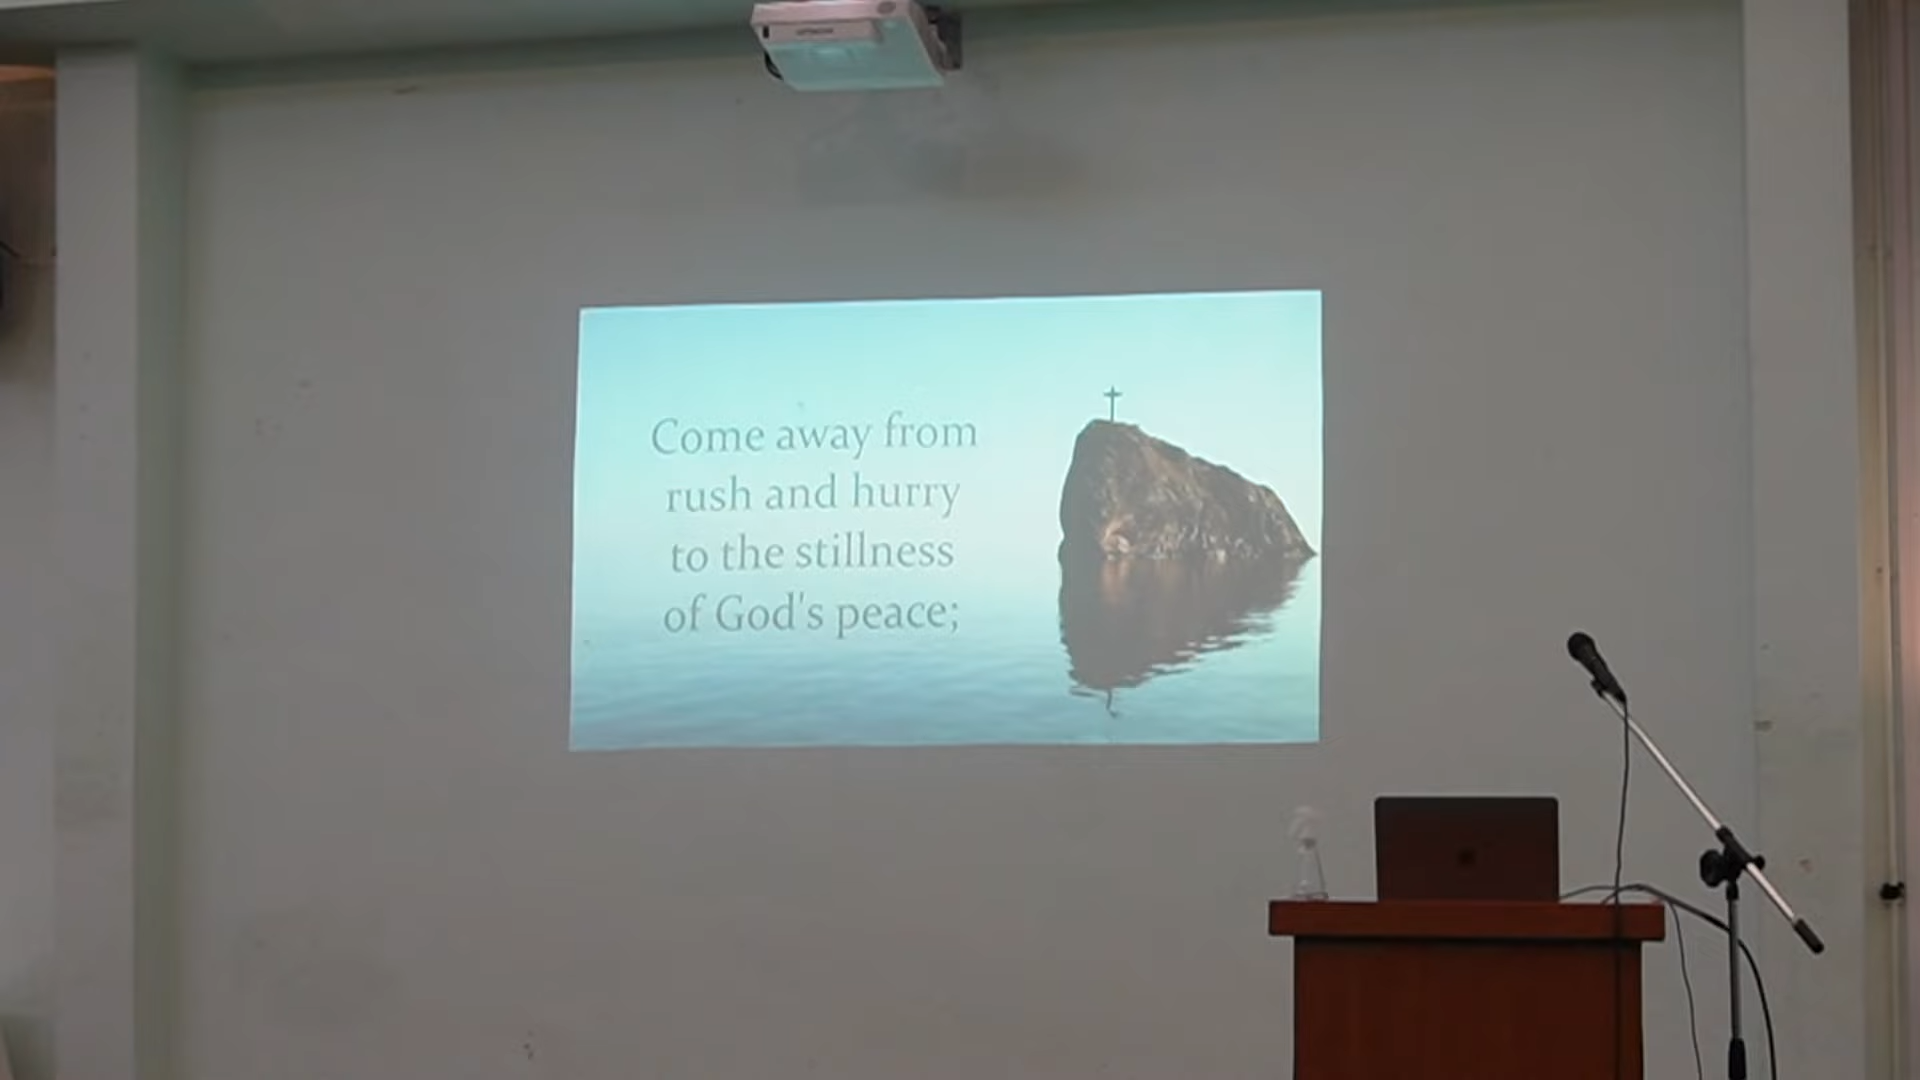 Come away from
rush and hurry
to the stillness
of God's peace;